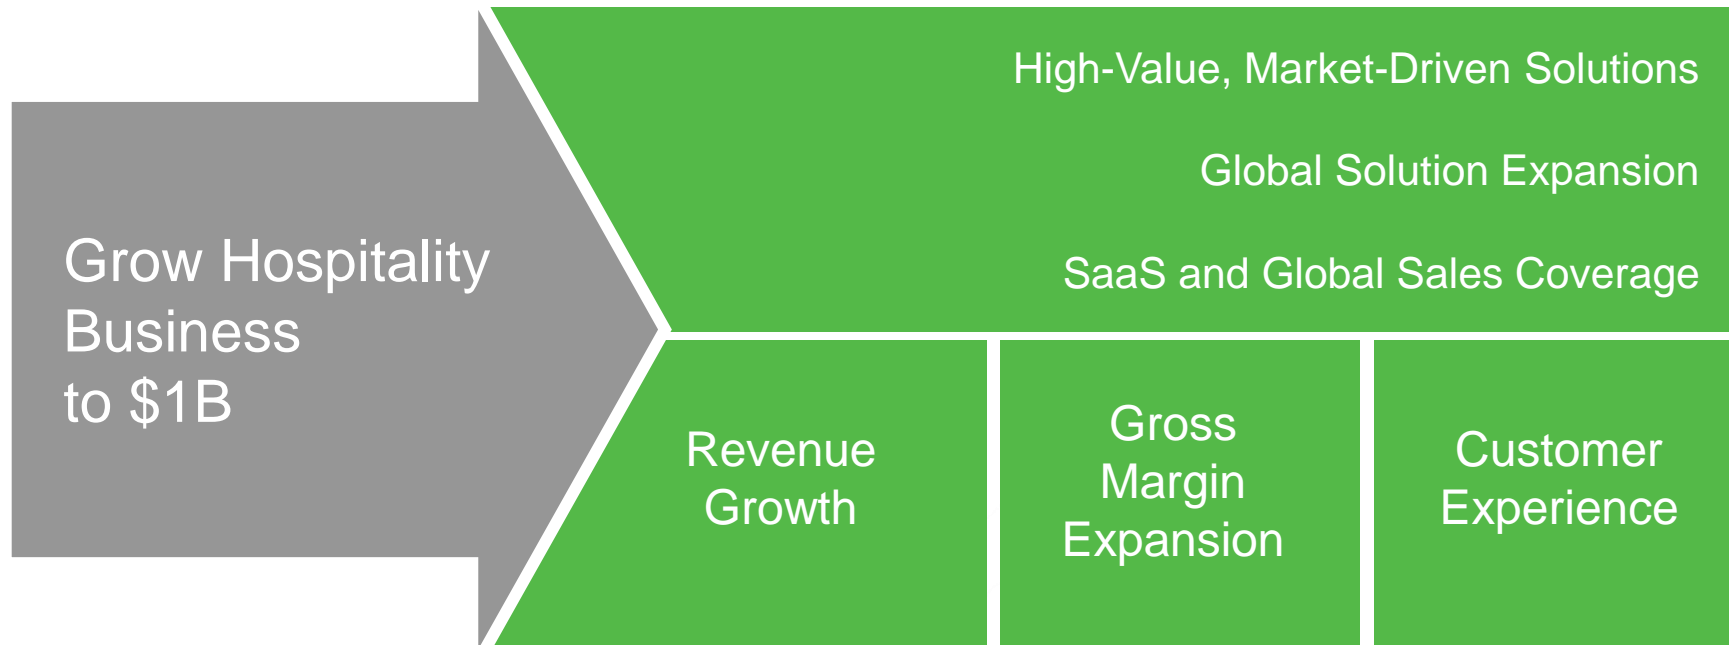 Grow Hospitality
Business
to $1B
High-Value, Market-Driven Solutions
Global Solution Expansion
SaaS and Global Sales Coverage
Revenue
Growth
Gross
Margin
Expansion
Customer
Experience